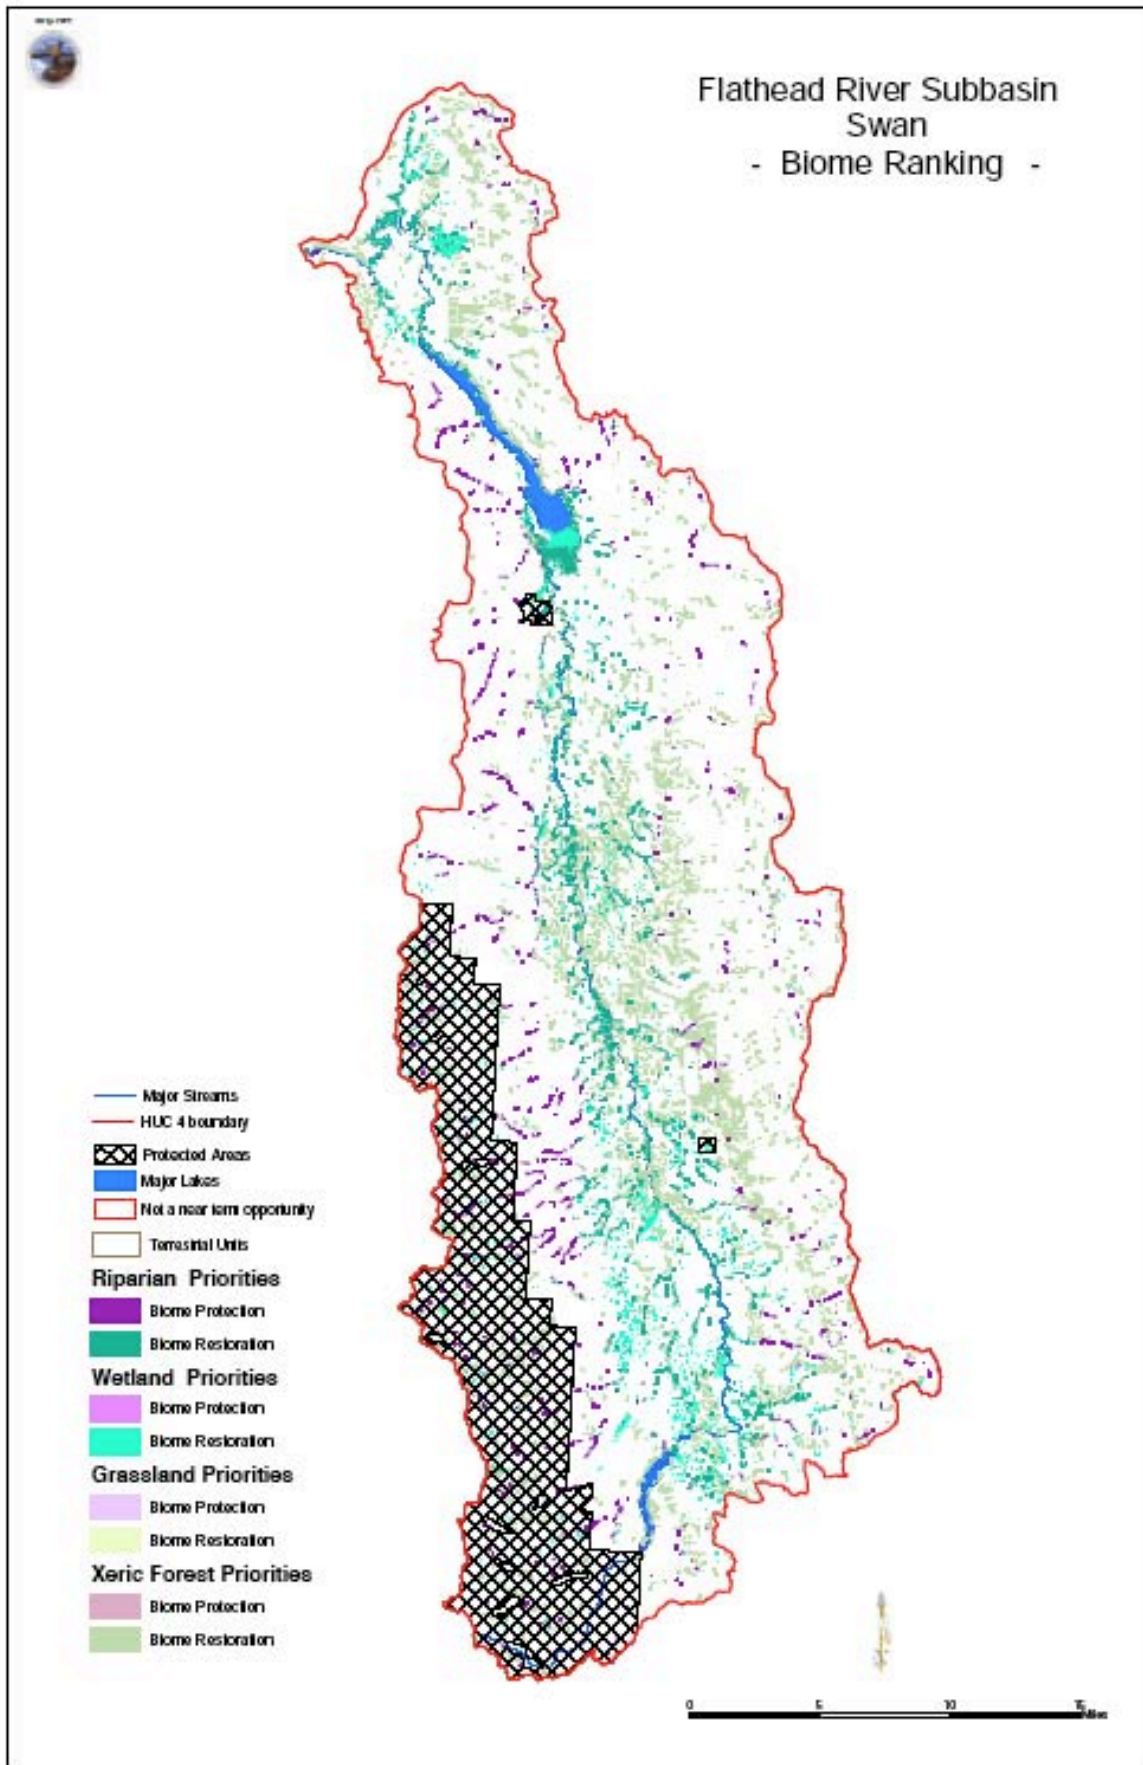 Flathead River Subbasin
Swan
- Biome Ranking -
Major Streams
HUC 4 boundary
Protected Areas
Major Lakes
Not a near term opportunity
Terrestrial Units
Riparian Priorities
Biome Protection
Biome Restoration
Wetland Priorities
Biome Protection
Biome Restoration
Grassland Priorities
Biome Protection
Biome Restoration
Xeric Forest Priorities
Biome Protection
Biome Restoration
0 5 10 15
Miles